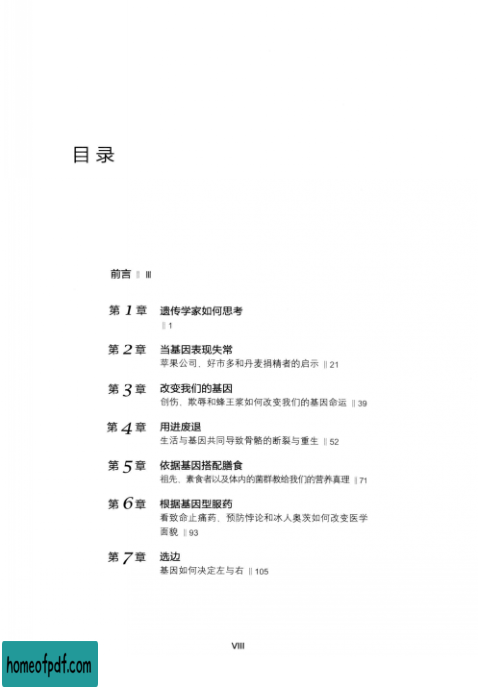 目录
前言 || III
第1章 遗传学家如何思考
|| 1
第2章 当基因表现失常
苹果公司、好市多和丹麦捐精者的启示 || 21
第3章 改变我们的基因
创伤、欺辱和蜂王浆如何改变我们的基因命运 || 39
第4章 用进废退
生活与基因共同导致骨骼的断裂与重生 || 52
第5章 依据基因搭配膳食
祖先、素食者以及体内的菌群教给我们的营养真理 || 71
第6章 根据基因型服药
看致命止痛药、预防悖论和冰人奥茨如何改变医学
面貌 || 93
第7章 选边
基因如何决定左与右 || 105
VIII
homeofpdf.com